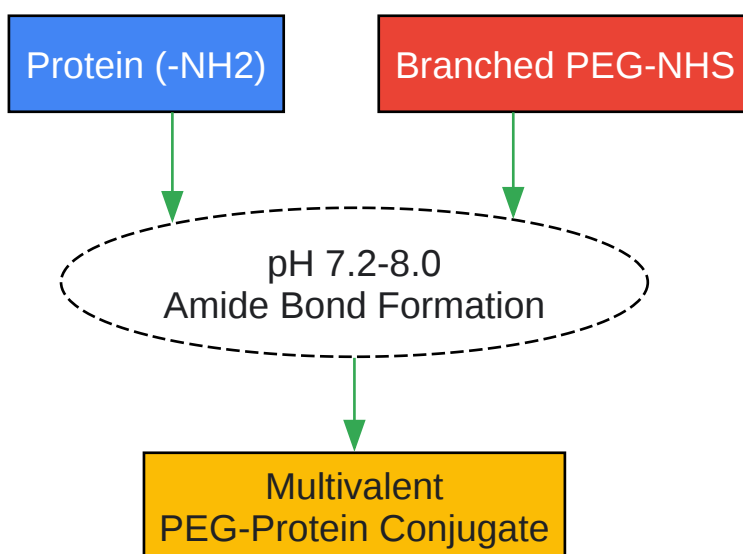 Protein (-NH2)
Branched PEG-NHS
pH 7.2-8.0
Amide Bond Formation
Multivalent
PEG-Protein Conjugate